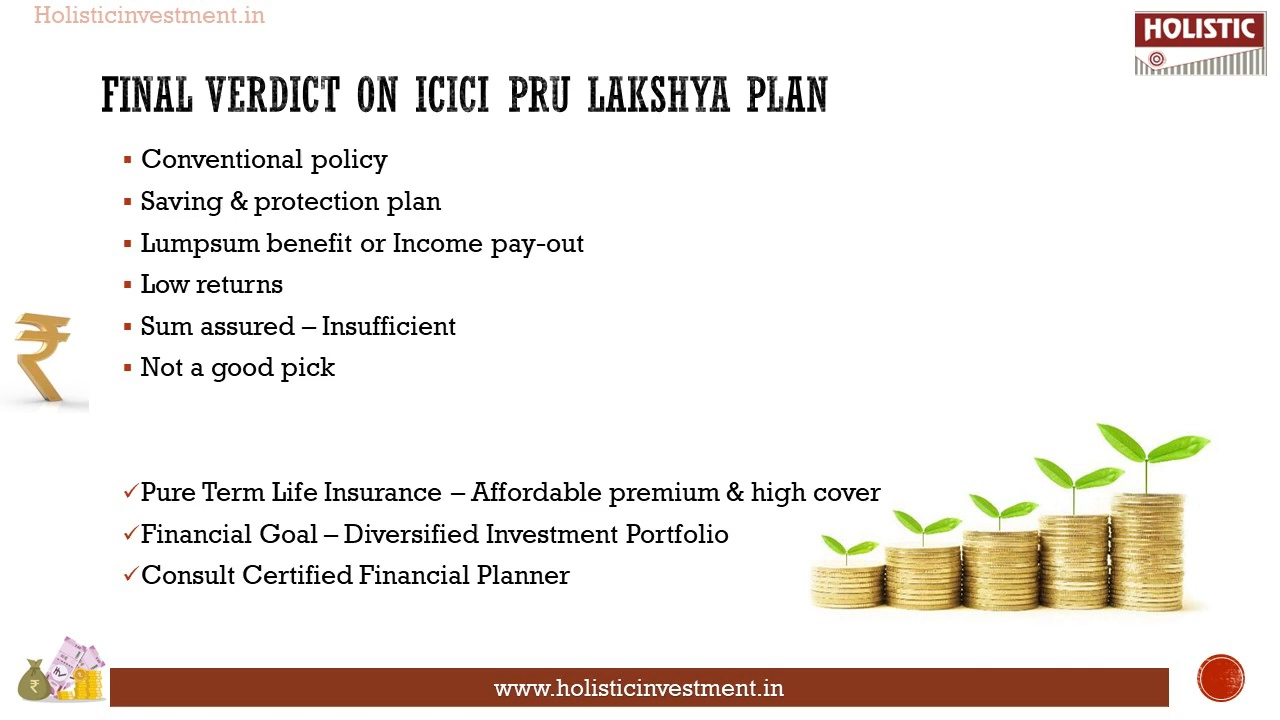 Holisticinvestment.in
HOLISTIC
FINAL VERDICT ON ICICI PRU LAKSHYA PLAN
▪ Conventional policy
▪ Saving & protection plan
▪ Lumpsum benefit or Income pay-out
▪ Low returns
▪ Sum assured – Insufficient
▪ Not a good pick
✓Pure Term Life Insurance – Affordable premium & high cover
✓Financial Goal – Diversified Investment Portfolio
✓Consult Certified Financial Planner
www.holisticinvestment.in